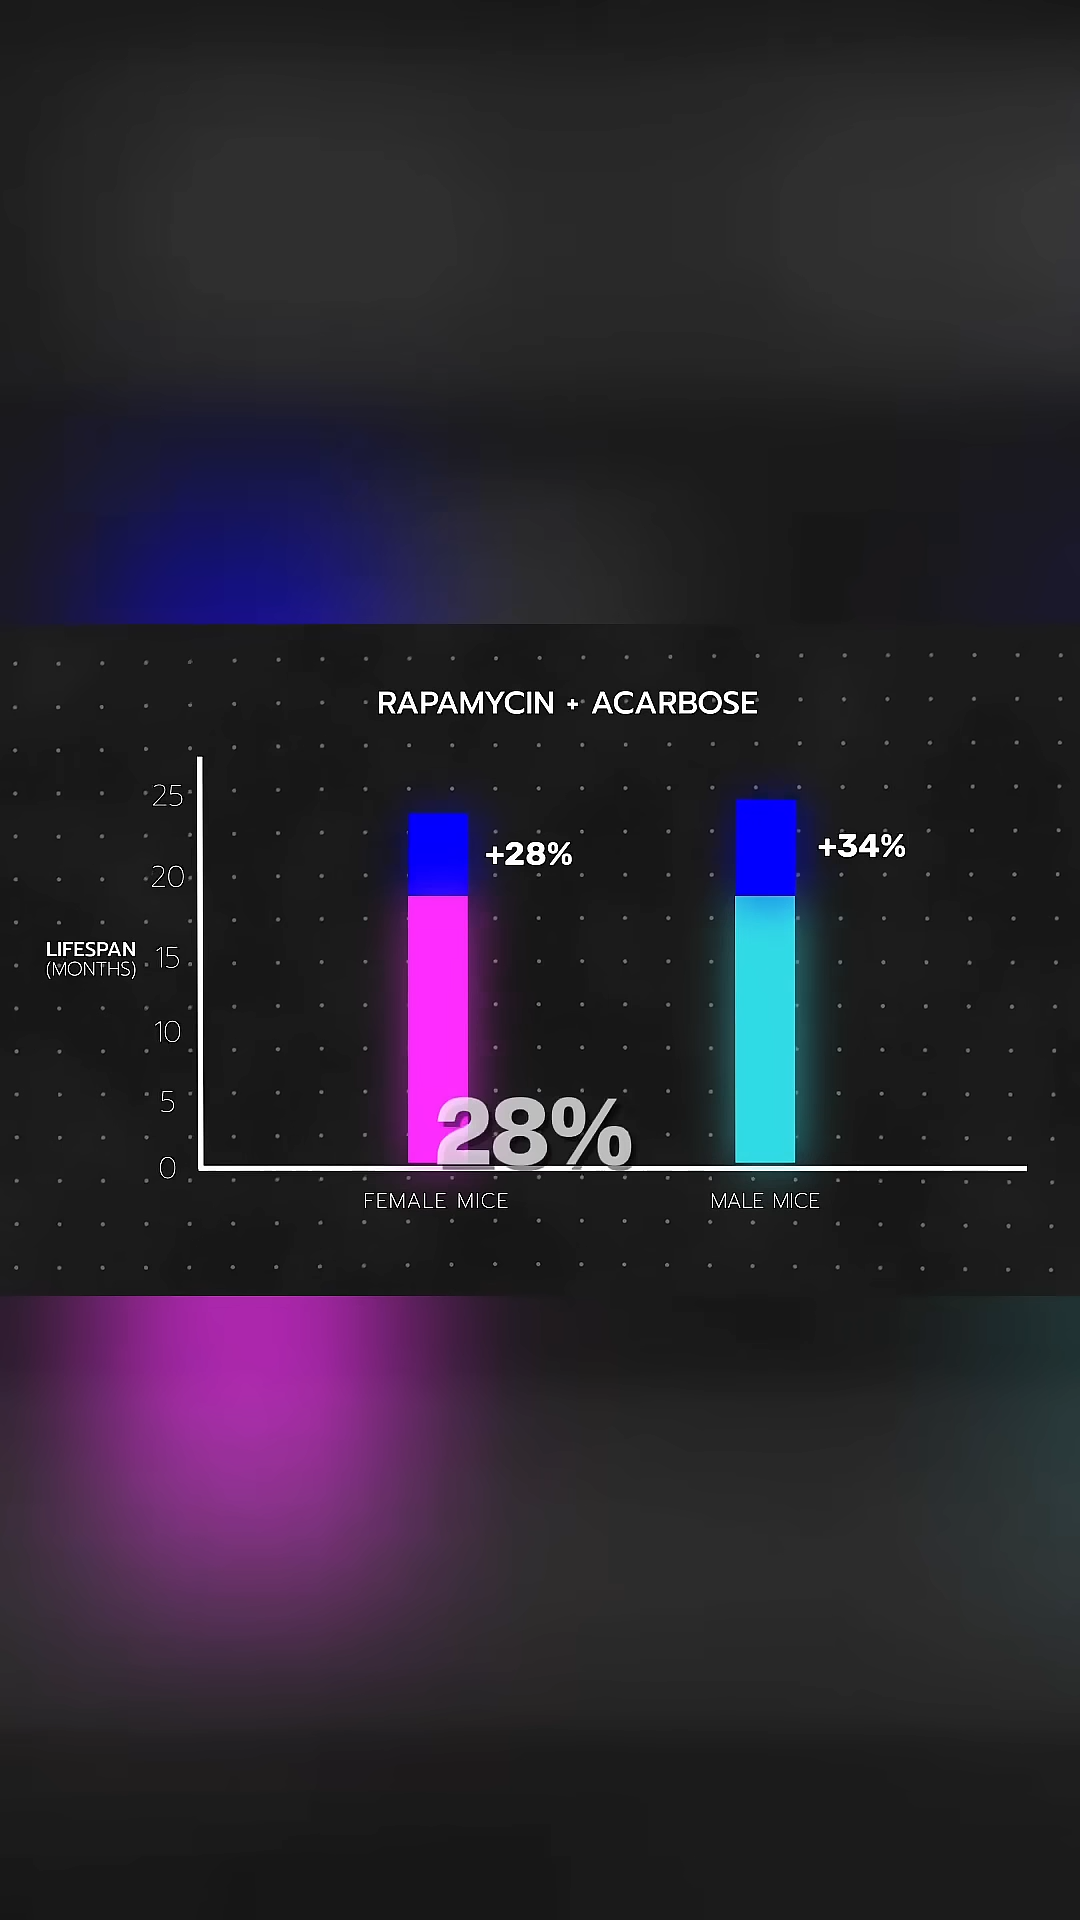 RAPAMYCIN + ACARBOSE
25
+28%
+34%
20
LIFESPAN
(MONTHS)
15
10
5
28%
0
FEMALE MICE
MALE MICE